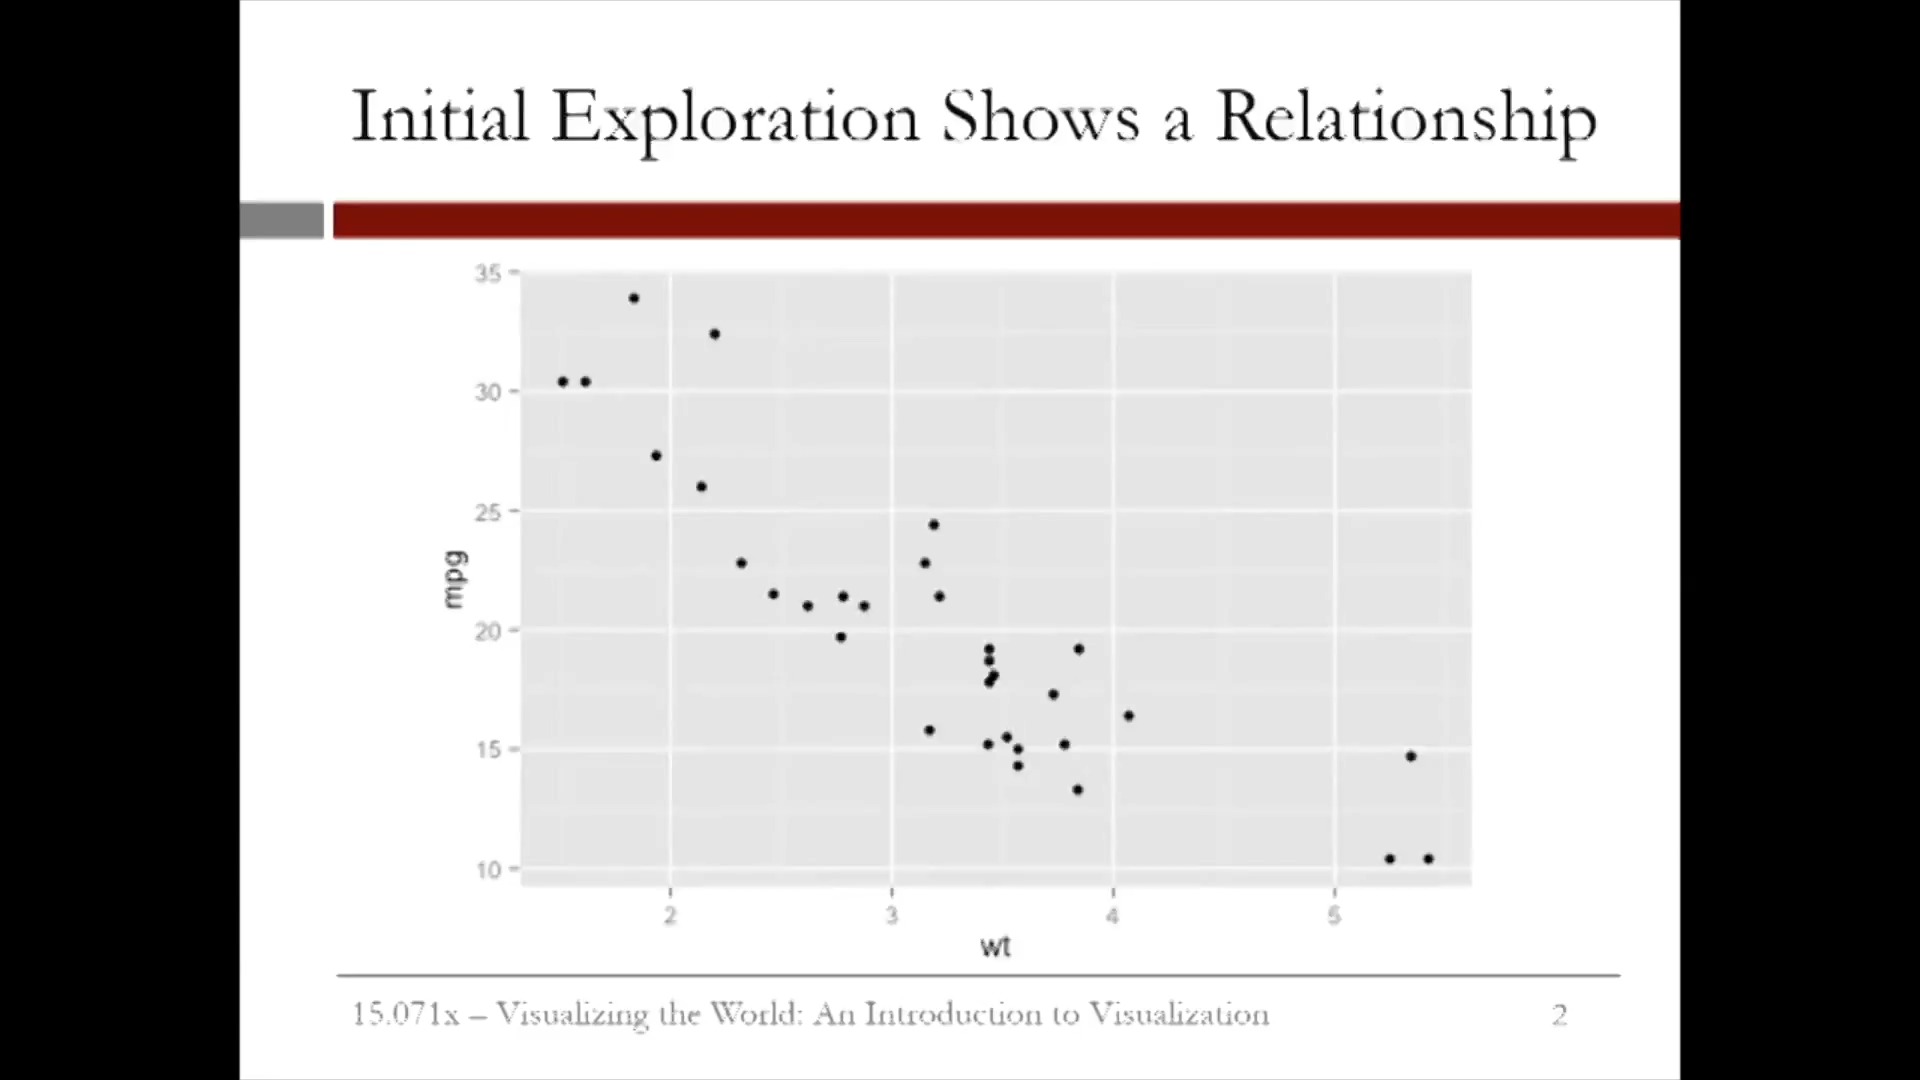 Initial Exploration Shows a Relationship
35
30
25
20
15
10
mpg
2 3 4 5
wt
15.071x – Visualizing the World: An Introduction to Visualization 2